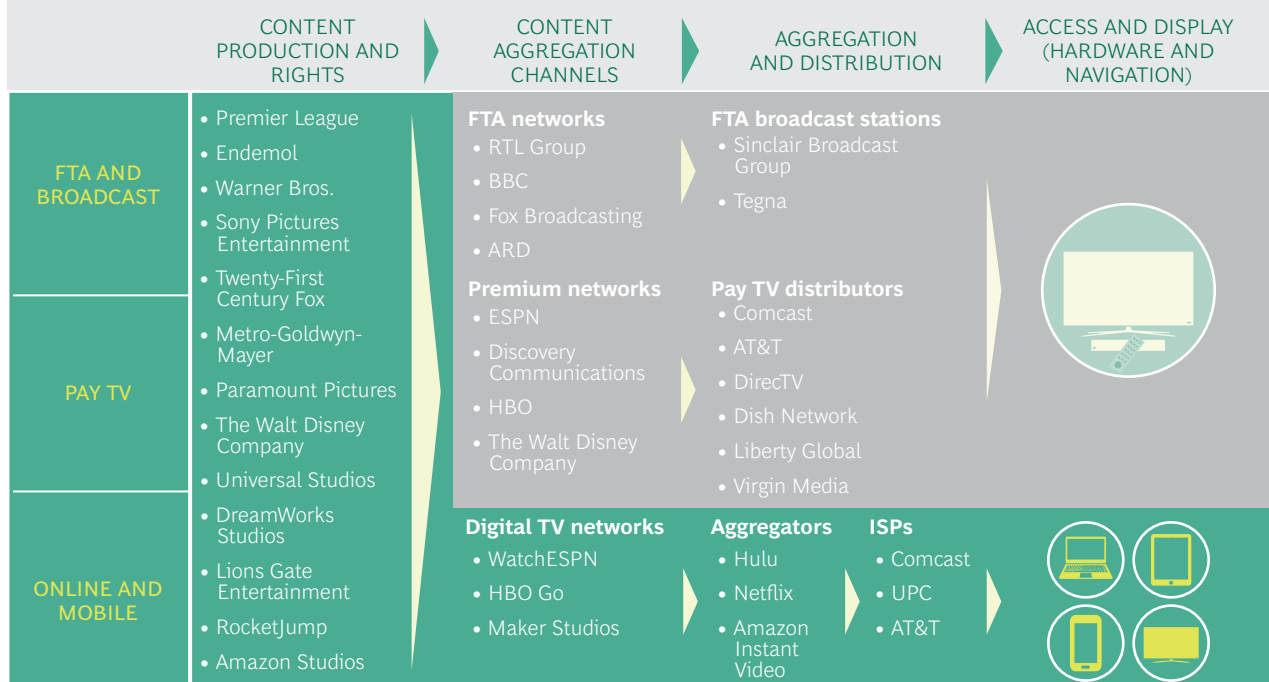 CONTENT
PRODUCTION AND
RIGHTS
CONTENT
AGGREGATION
CHANNELS
AGGREGATION
AND DISTRIBUTION
ACCESS AND DISPLAY
(HARDWARE AND
NAVIGATION)
FTA AND
BROADCAST
PAY TV
ONLINE AND
MOBILE
• Premier League
• Endemol
• Warner Bros.
• Sony Pictures
Entertainment
• Twenty-First
Century Fox
• Metro-Goldwyn-
Mayer
• Paramount Pictures
• The Walt Disney
Company
• Universal Studios
• DreamWorks
Studios
• Lions Gate
Entertainment
• RocketJump
• Amazon Studios
FTA networks
• RTL Group
• BBC
• Fox Broadcasting
• ARD
Premium networks
• ESPN
• Discovery
Communications
• HBO
• The Walt Disney
Company
Digital TV networks
• WatchESPN
• HBO Go
• Maker Studios
FTA broadcast stations
• Sinclair Broadcast
Group
• Tegna
Pay TV distributors
• Comcast
• AT&T
• DirecTV
• Dish Network
• Liberty Global
• Virgin Media
Aggregators
• Hulu
• Netflix
• Amazon
Instant
Video
ISPs
• Comcast
• UPC
• AT&T